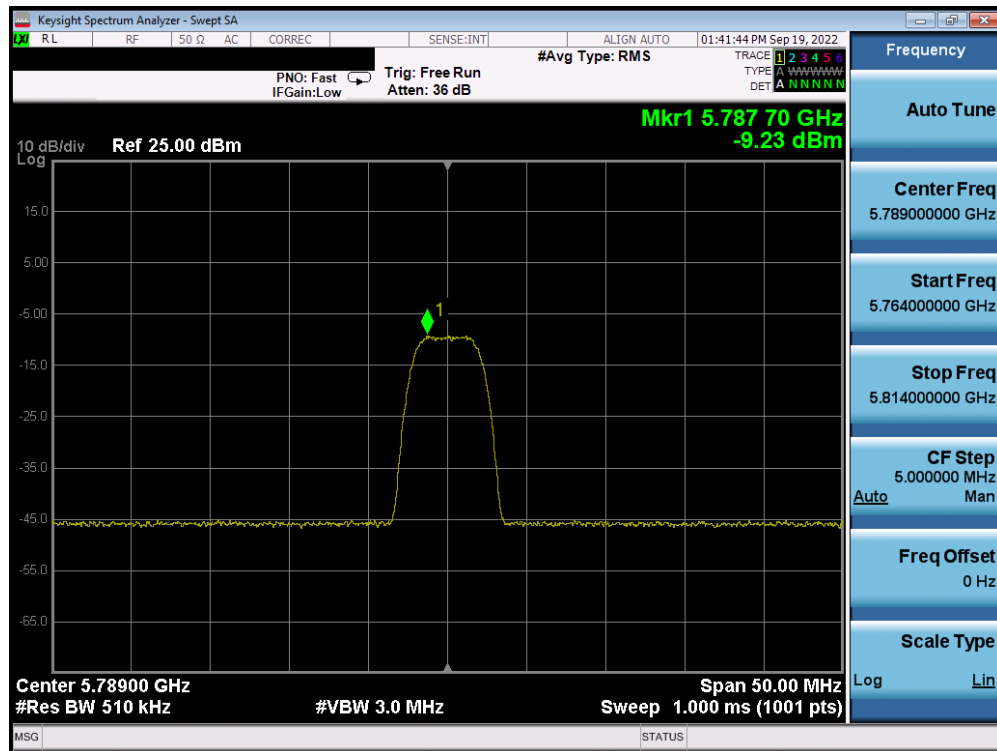 Keysight Spectrum Analyzer - Swept SA
LXI RL RF 50 Ω AC CORREC SENSE:INT ALIGN AUTO 01:41:44 PM Sep 19, 2022
#Avg Type: RMS
TRACE 1 2 3 4 5 6
TYPE A WWWWW
DET A N N N N N
PNO: Fast
IFGain:Low
Trig: Free Run
Atten: 36 dB
Mkr1 5.787 70 GHz
-9.23 dBm
10 dB/div
Log
Ref 25.00 dBm
15.0
5.00
-5.00
-15.0
-25.0
-35.0
-45.0
-55.0
-65.0
1
Center 5.78900 GHz
Span 50.00 MHz
#Res BW 510 kHz
#VBW 3.0 MHz
Sweep 1.000 ms (1001 pts)
MSG
STATUS
Frequency
Auto Tune
Center Freq
5.789000000 GHz
Start Freq
5.764000000 GHz
Stop Freq
5.814000000 GHz
CF Step
5.000000 MHz
Auto Man
Freq Offset
0 Hz
Scale Type
Log Lin